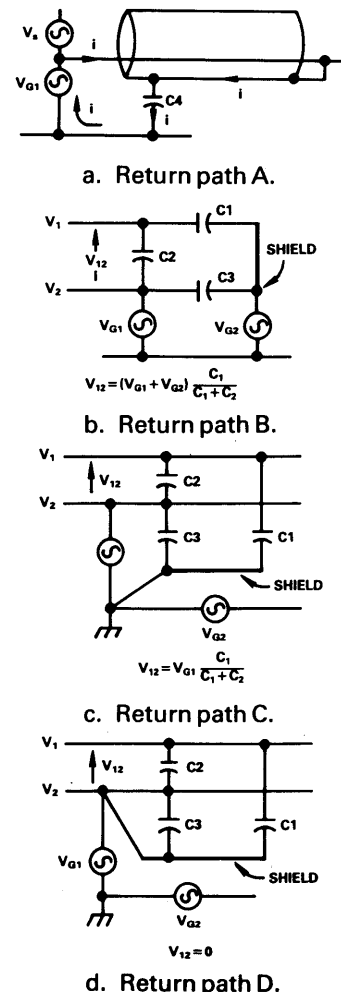 Vs
i
VG1
i
C4
i
i
a. Return path A.
C1
V1
V12
i
C2
SHIELD
V2
C3
VG1
VG2
V12=(VG1+VG2) C1/C1+C2
b. Return path B.
V1
V12
C2
V2
C3
C1
SHIELD
VG2
V12=VG1 C1/C1+C2
c. Return path C.
V1
V12
C2
V2
C3
C1
VG1
SHIELD
VG2
V12=0
d. Return path D.